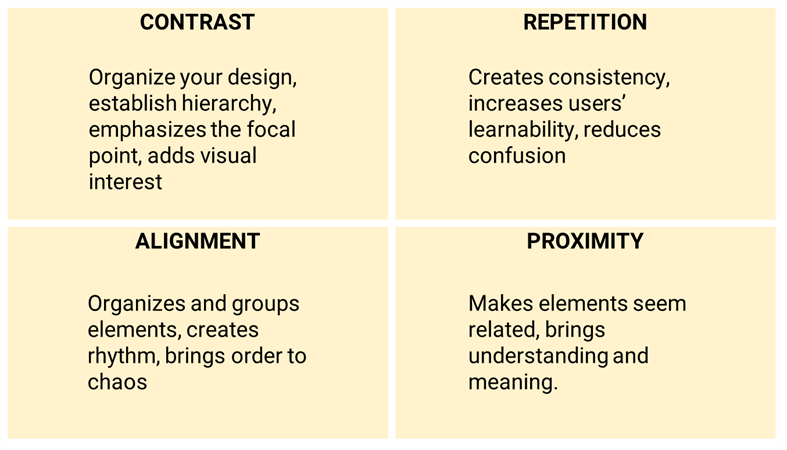 CONTRAST
Organize your design,
establish hierarchy,
emphasizes the focal
point, adds visual
interest
REPETITION
Creates consistency,
increases users’
learnability, reduces
confusion
ALIGNMENT
Organizes and groups
elements, creates
rhythm, brings order to
chaos
PROXIMITY
Makes elements seem
related, brings
understanding and
meaning.